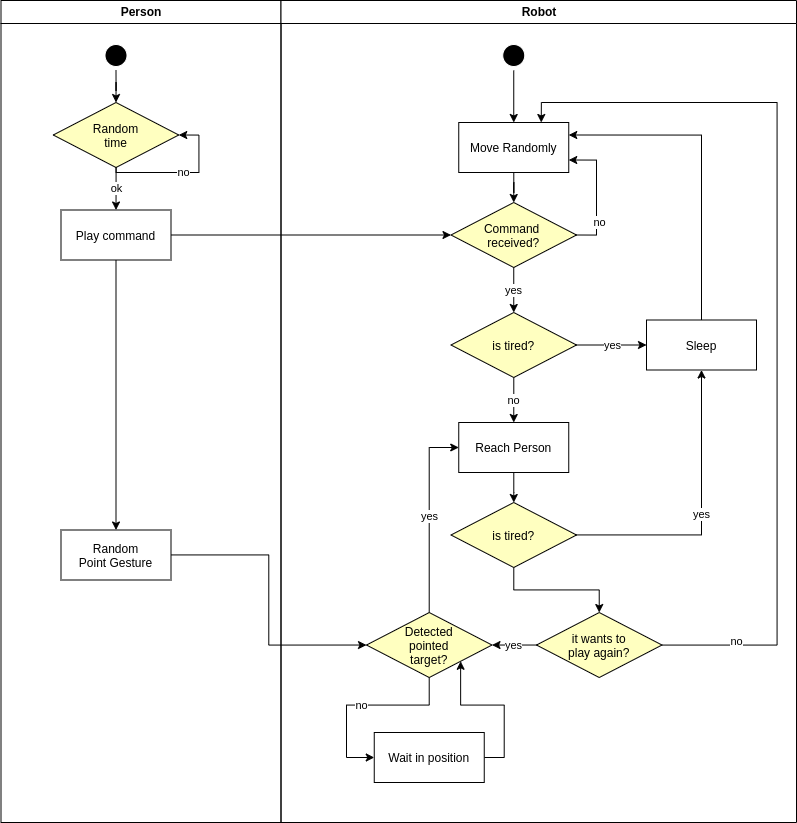 Person
Robot
Random
time
no
ok
Play command
Move Randomly
Command
received?
no
yes
is tired?
yes
Sleep
no
Reach Person
yes
is tired?
yes
Random
Point Gesture
Detected
pointed
target?
yes
it wants to
play again?
no
no
Wait in position